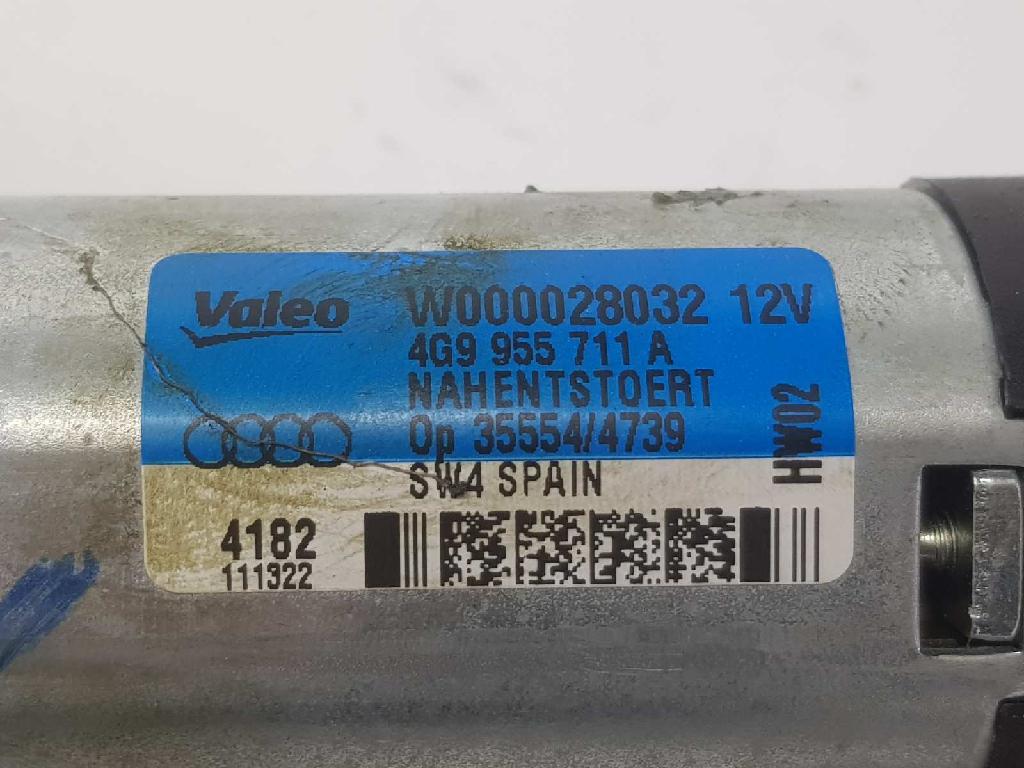 Valeo W000028032 12V
4G9 955 711 A
NAHENTSTOERT
Op 35554/4739
SW4 SPAIN
HW02
4182
111322